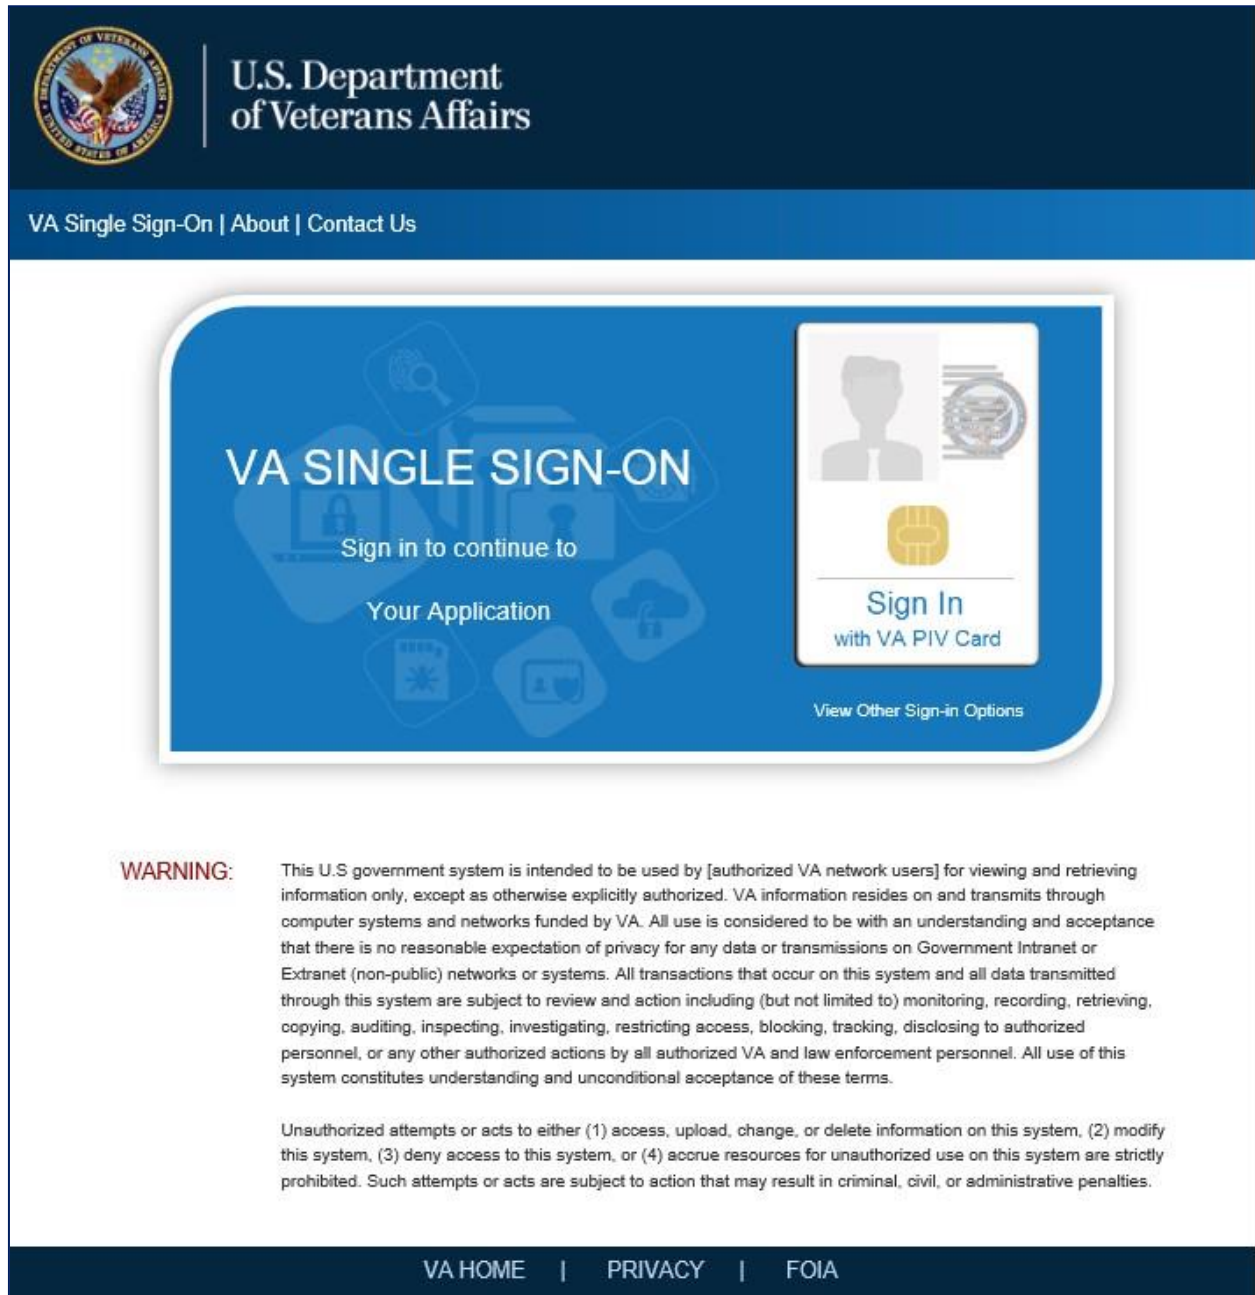 DEPARTMENT OF VETERANS AFFAIRS
UNITED STATES OF AMERICA
U.S. Department
of Veterans Affairs
VA Single Sign-On | About | Contact Us
VA SINGLE SIGN-ON
Sign in to continue to
Your Application
Sign In
with VA PIV Card
View Other Sign-in Options
WARNING:
This U.S government system is intended to be used by [authorized VA network users] for viewing and retrieving
information only, except as otherwise explicitly authorized. VA information resides on and transmits through
computer systems and networks funded by VA. All use is considered to be with an understanding and acceptance
that there is no reasonable expectation of privacy for any data or transmissions on Government Intranet or
Extranet (non-public) networks or systems. All transactions that occur on this system and all data transmitted
through this system are subject to review and action including (but not limited to) monitoring, recording, retrieving,
copying, auditing, inspecting, investigating, restricting access, blocking, tracking, disclosing to authorized
personnel, or any other authorized actions by all authorized VA and law enforcement personnel. All use of this
system constitutes understanding and unconditional acceptance of these terms.
Unauthorized attempts or acts to either (1) access, upload, change, or delete information on this system, (2) modify
this system, (3) deny access to this system, or (4) accrue resources for unauthorized use on this system are strictly
prohibited. Such attempts or acts are subject to action that may result in criminal, civil, or administrative penalties.
VA HOME | PRIVACY | FOIA